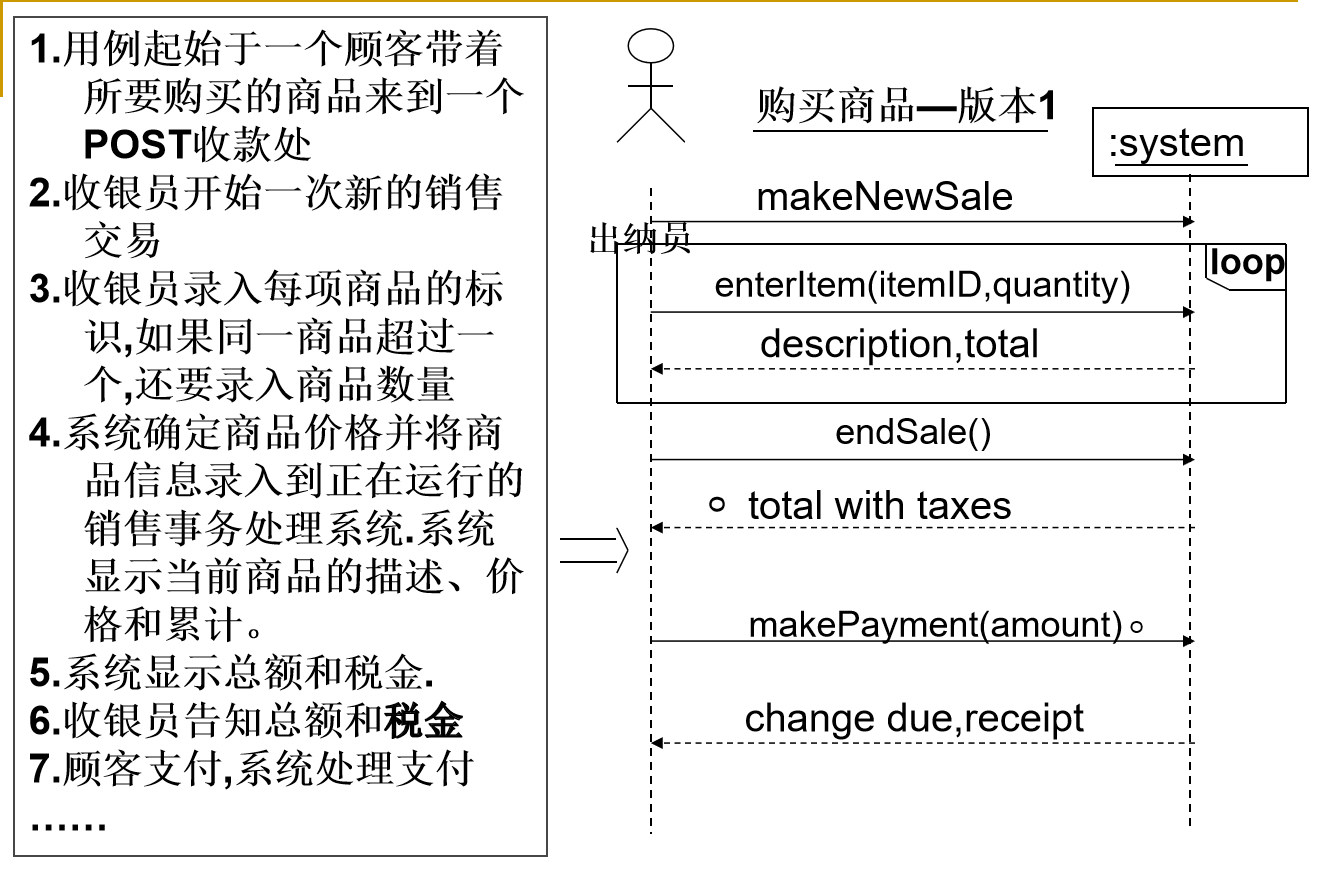 1.用例起始于一个顾客带着
所要购买的商品来到一个
POST收款处
2.收银员开始一次新的销售
交易
3.收银员录入每项商品的标
识,如果同一商品超过一
个,还要录入商品数量
4.系统确定商品价格并将商
品信息录入到正在运行的
销售事务处理系统.系统
显示当前商品的描述、价
格和累计。
5.系统显示总额和税金.
6.收银员告知总额和税金
7.顾客支付,系统处理支付
……
购买商品—版本1
:system
makeNewSale
出纳员
loop
enterItem(itemID,quantity)
description,total
endSale()
total with taxes
makePayment(amount)
change due,receipt